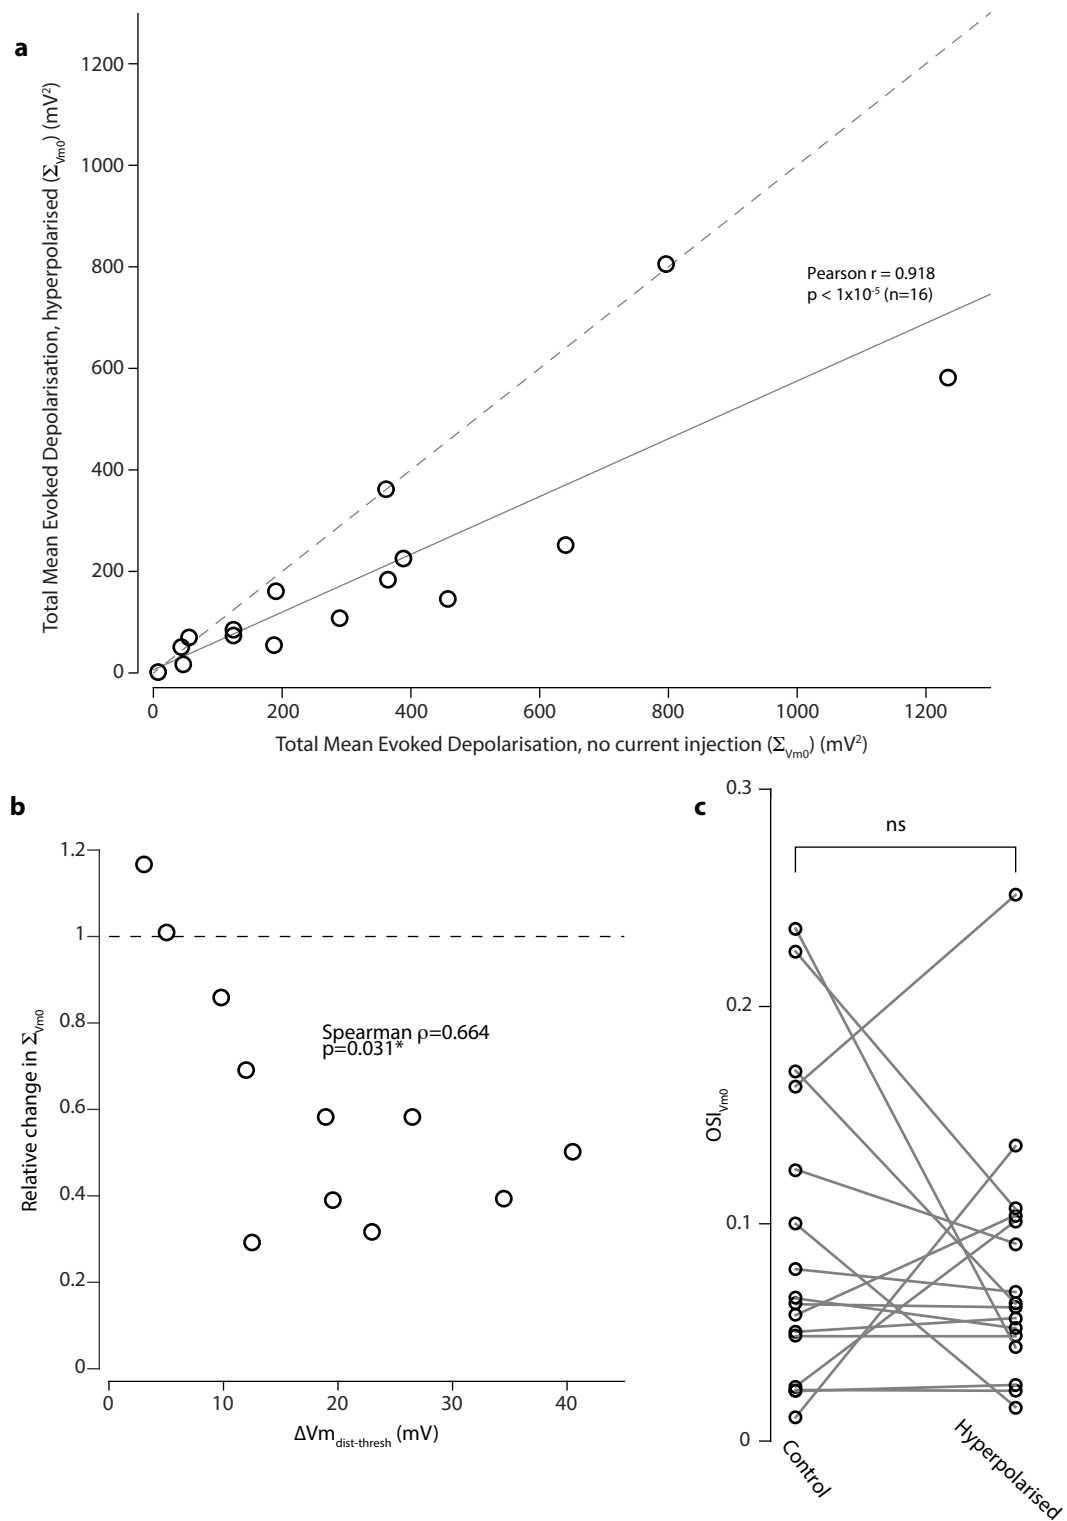 a
Total Mean Evoked Depolarisation, hyperpolarised (ΣVm0) (mV²)
1200
1000
800
600
400
200
0
Pearson r = 0.918
p < 1x10⁻⁵ (n=16)
0 200 400 600 800 1000 1200
Total Mean Evoked Depolarisation, no current injection (ΣVm0) (mV²)
b
Relative change in ΣVm0
1.2
1
0.8
0.6
0.4
0.2
0
Spearman ρ=0.664
p=0.031*
0 10 20 30 40
ΔVm dist-thresh (mV)
c
OSIVm0
0.3
0.2
0.1
0
ns
Control
Hyperpolarised